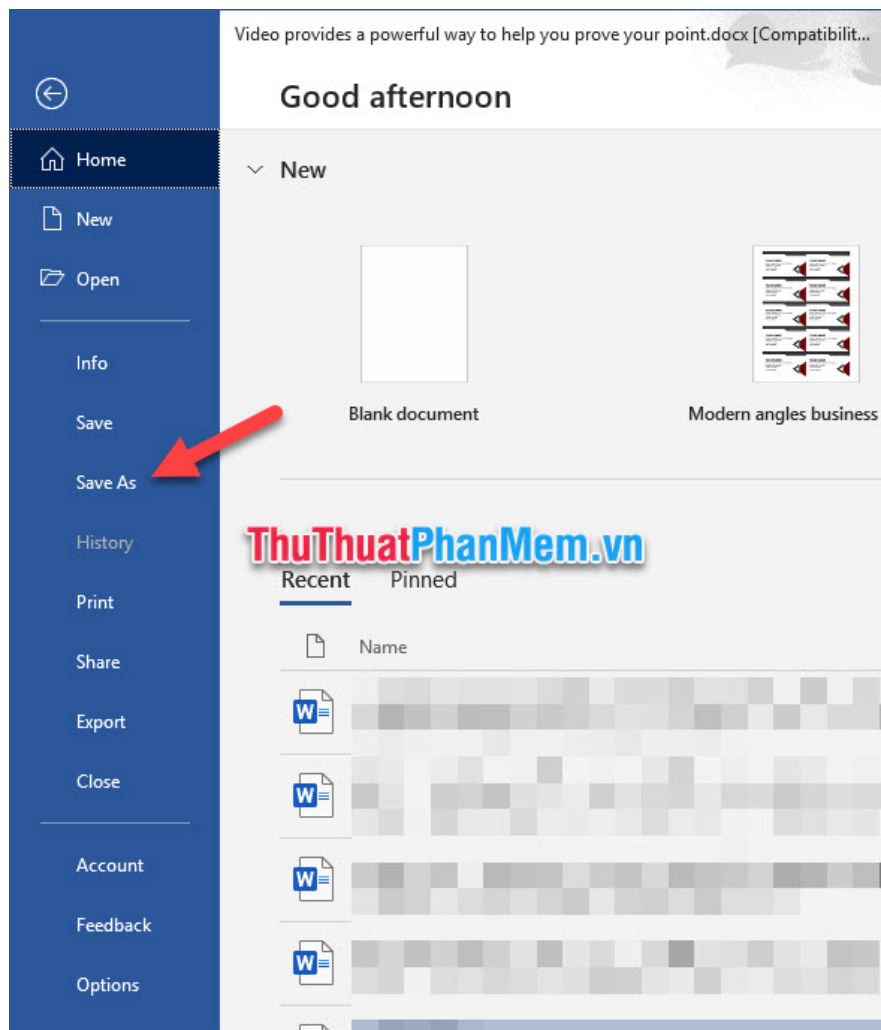 Video provides a powerful way to help you prove your point.docx [Compatibilit...
Good afternoon
Home
New
New
Open
Info
Save
Blank document
Modern angles business
Save As
History
ThuThuatPhanMem.vn
Recent
Pinned
Print
Name
Share
Export
Close
Account
Feedback
Options